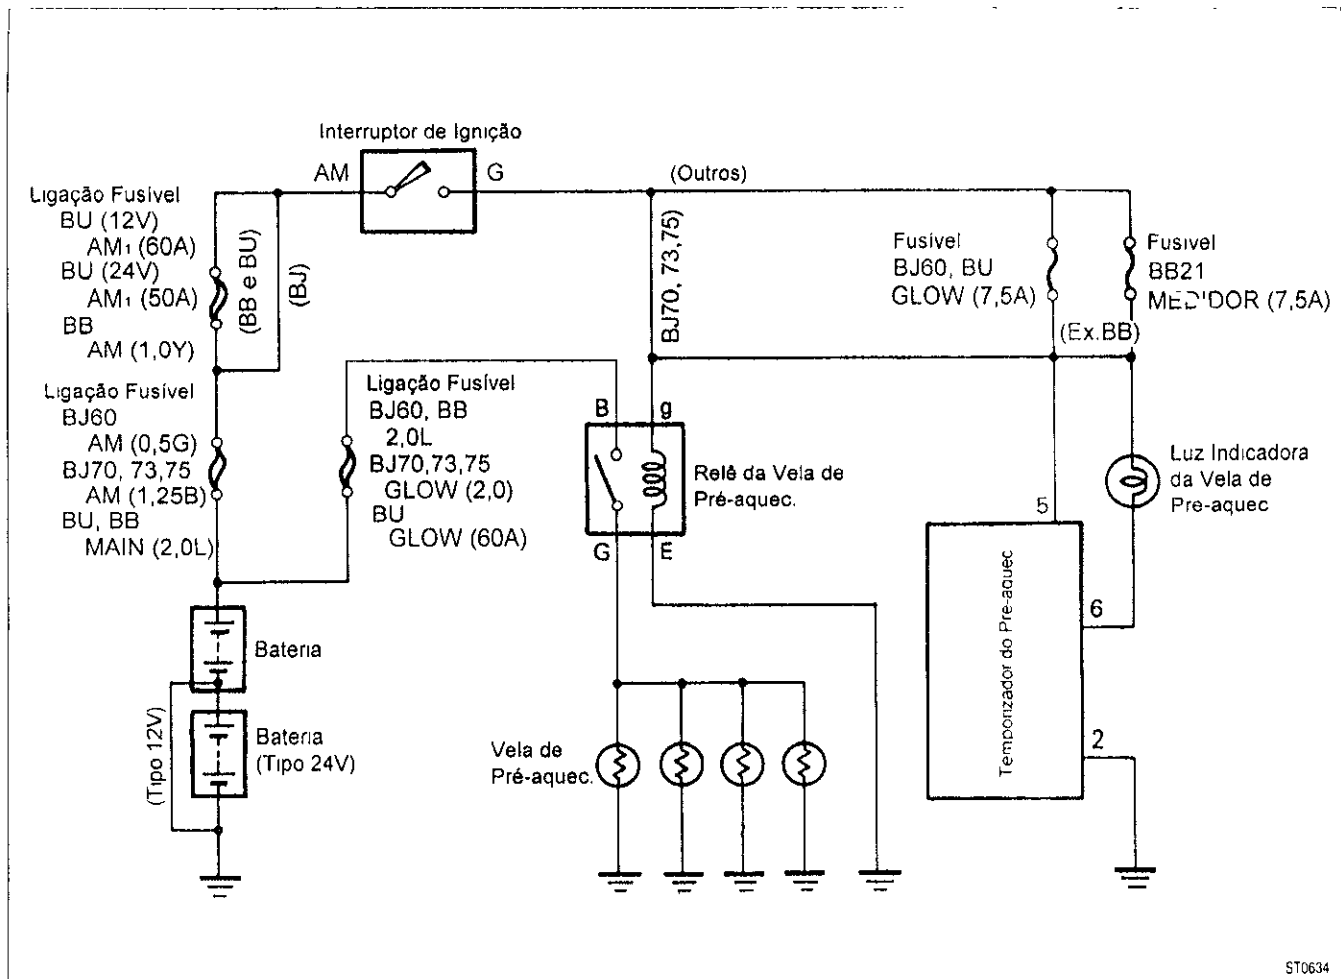 Interruptor de Ignição
AM
G
(Outros)
Ligação Fusível
BU (12V)
AM1 (60A)
BU (24V)
AM1 (50A)
BB
AM (1,0Y)
(BB e BU)
(BJ)
BJ70, 73,75)
Fusível
BJ60, BU
GLOW (7,5A)
Fusivel
BB21
MEDIDOR (7,5A)
(Ex.BB)
Ligação Fusível
BJ60
AM (0,5G)
BJ70, 73,75
AM (1,25B)
BU, BB
MAIN (2,0L)
Ligação Fusível
BJ60, BB
2,0L
BJ70,73,75
GLOW (2,0)
BU
GLOW (60A)
B
g
Relê da Vela de
Pré-aquec.
G
E
Luz Indicadora
da Vela de
Pre-aquec
5
6
2
Temporizador do Pre-aquec
Bateria
Bateria
(Tipo 24V)
(Tipo 12V)
Vela de
Pré-aquec.
ST0634